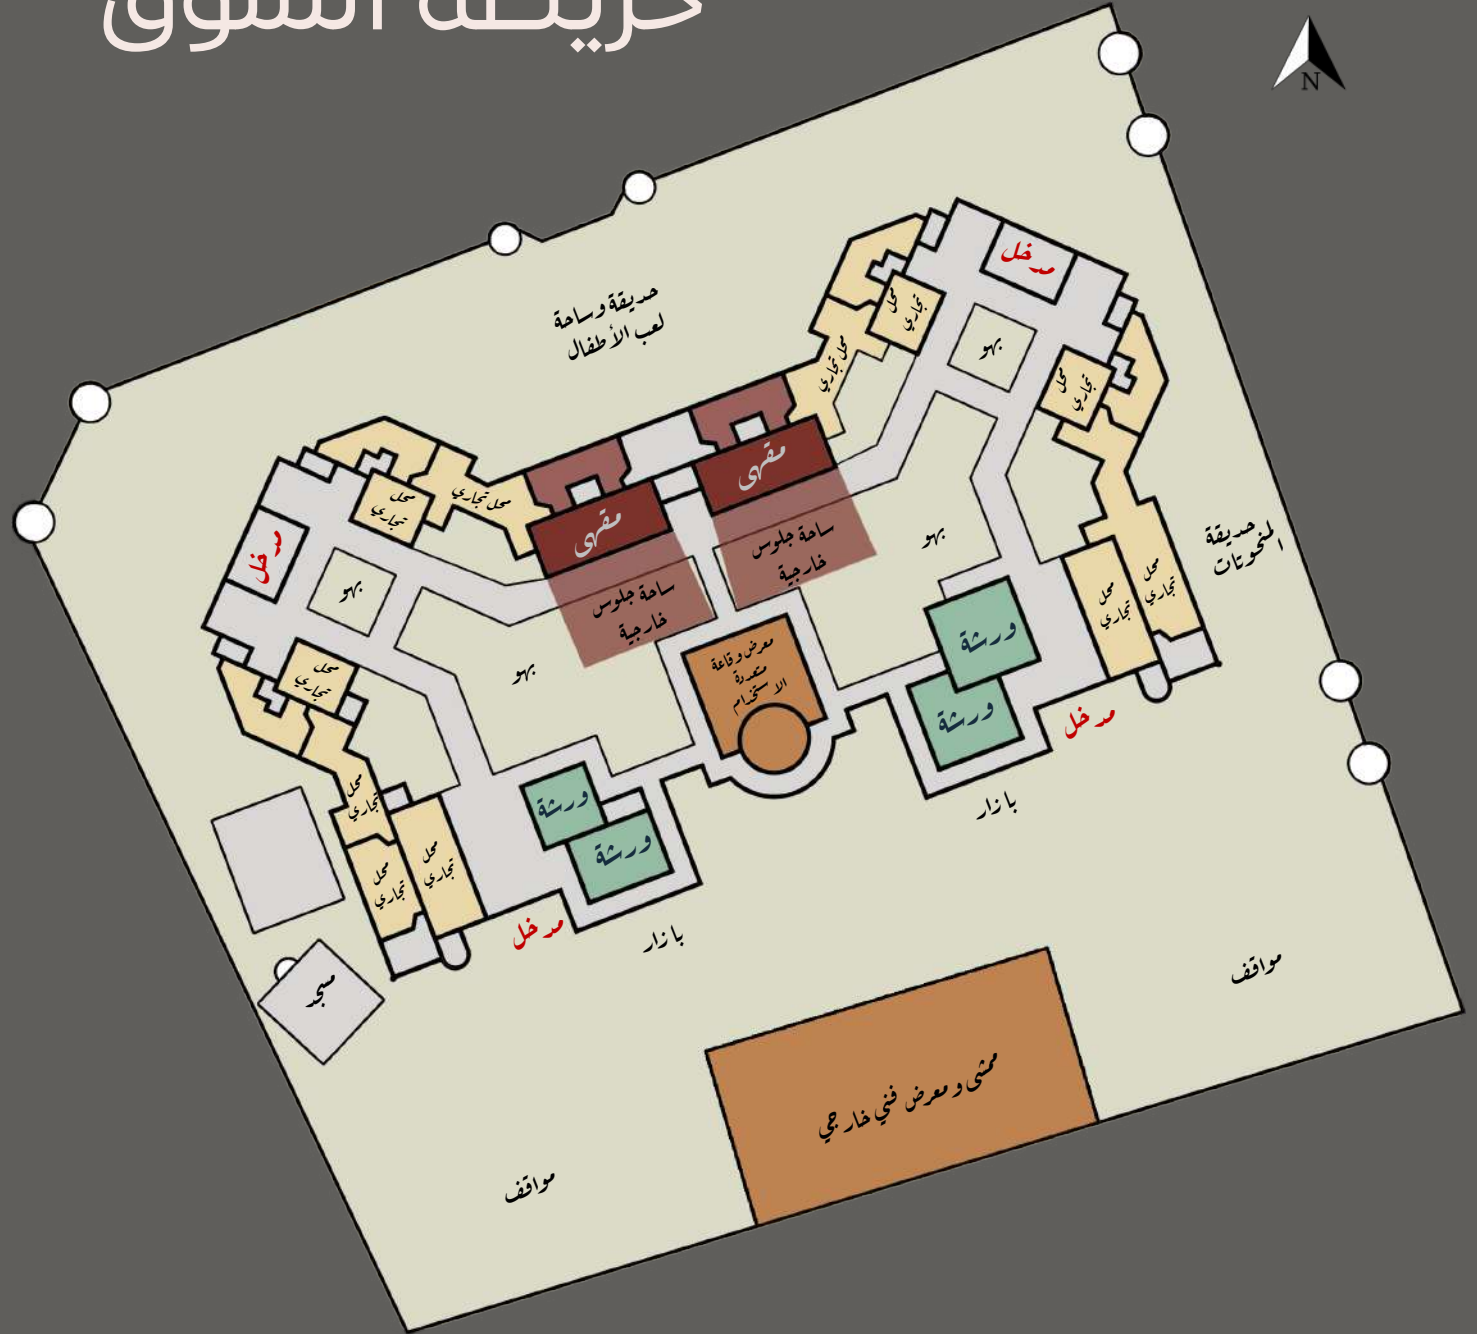 خريطة السوق
N
مدخل
حديقة وساحة
لعب الأطفال
محل
تجاري
بهو
محل تجاري
محل
تجاري
مقهى
محل
تجاري
محل تجاري
مقهى
ساحة جلوس
خارجية
بهو
حديقة
المنحوتات
مدخل
بهو
ساحة جلوس
خارجية
محل
تجاري
محل
تجاري
ورشة
معرض وقاعة
متعددة
الاستخدام
بهو
محل
تجاري
ورشة
مدخل
بازار
محل
تجاري
ورشة
ورشة
محل
تجاري
محل
تجاري
مدخل
بازار
مسجد
مواقف
ممشى و معرض فني خارجي
مواقف